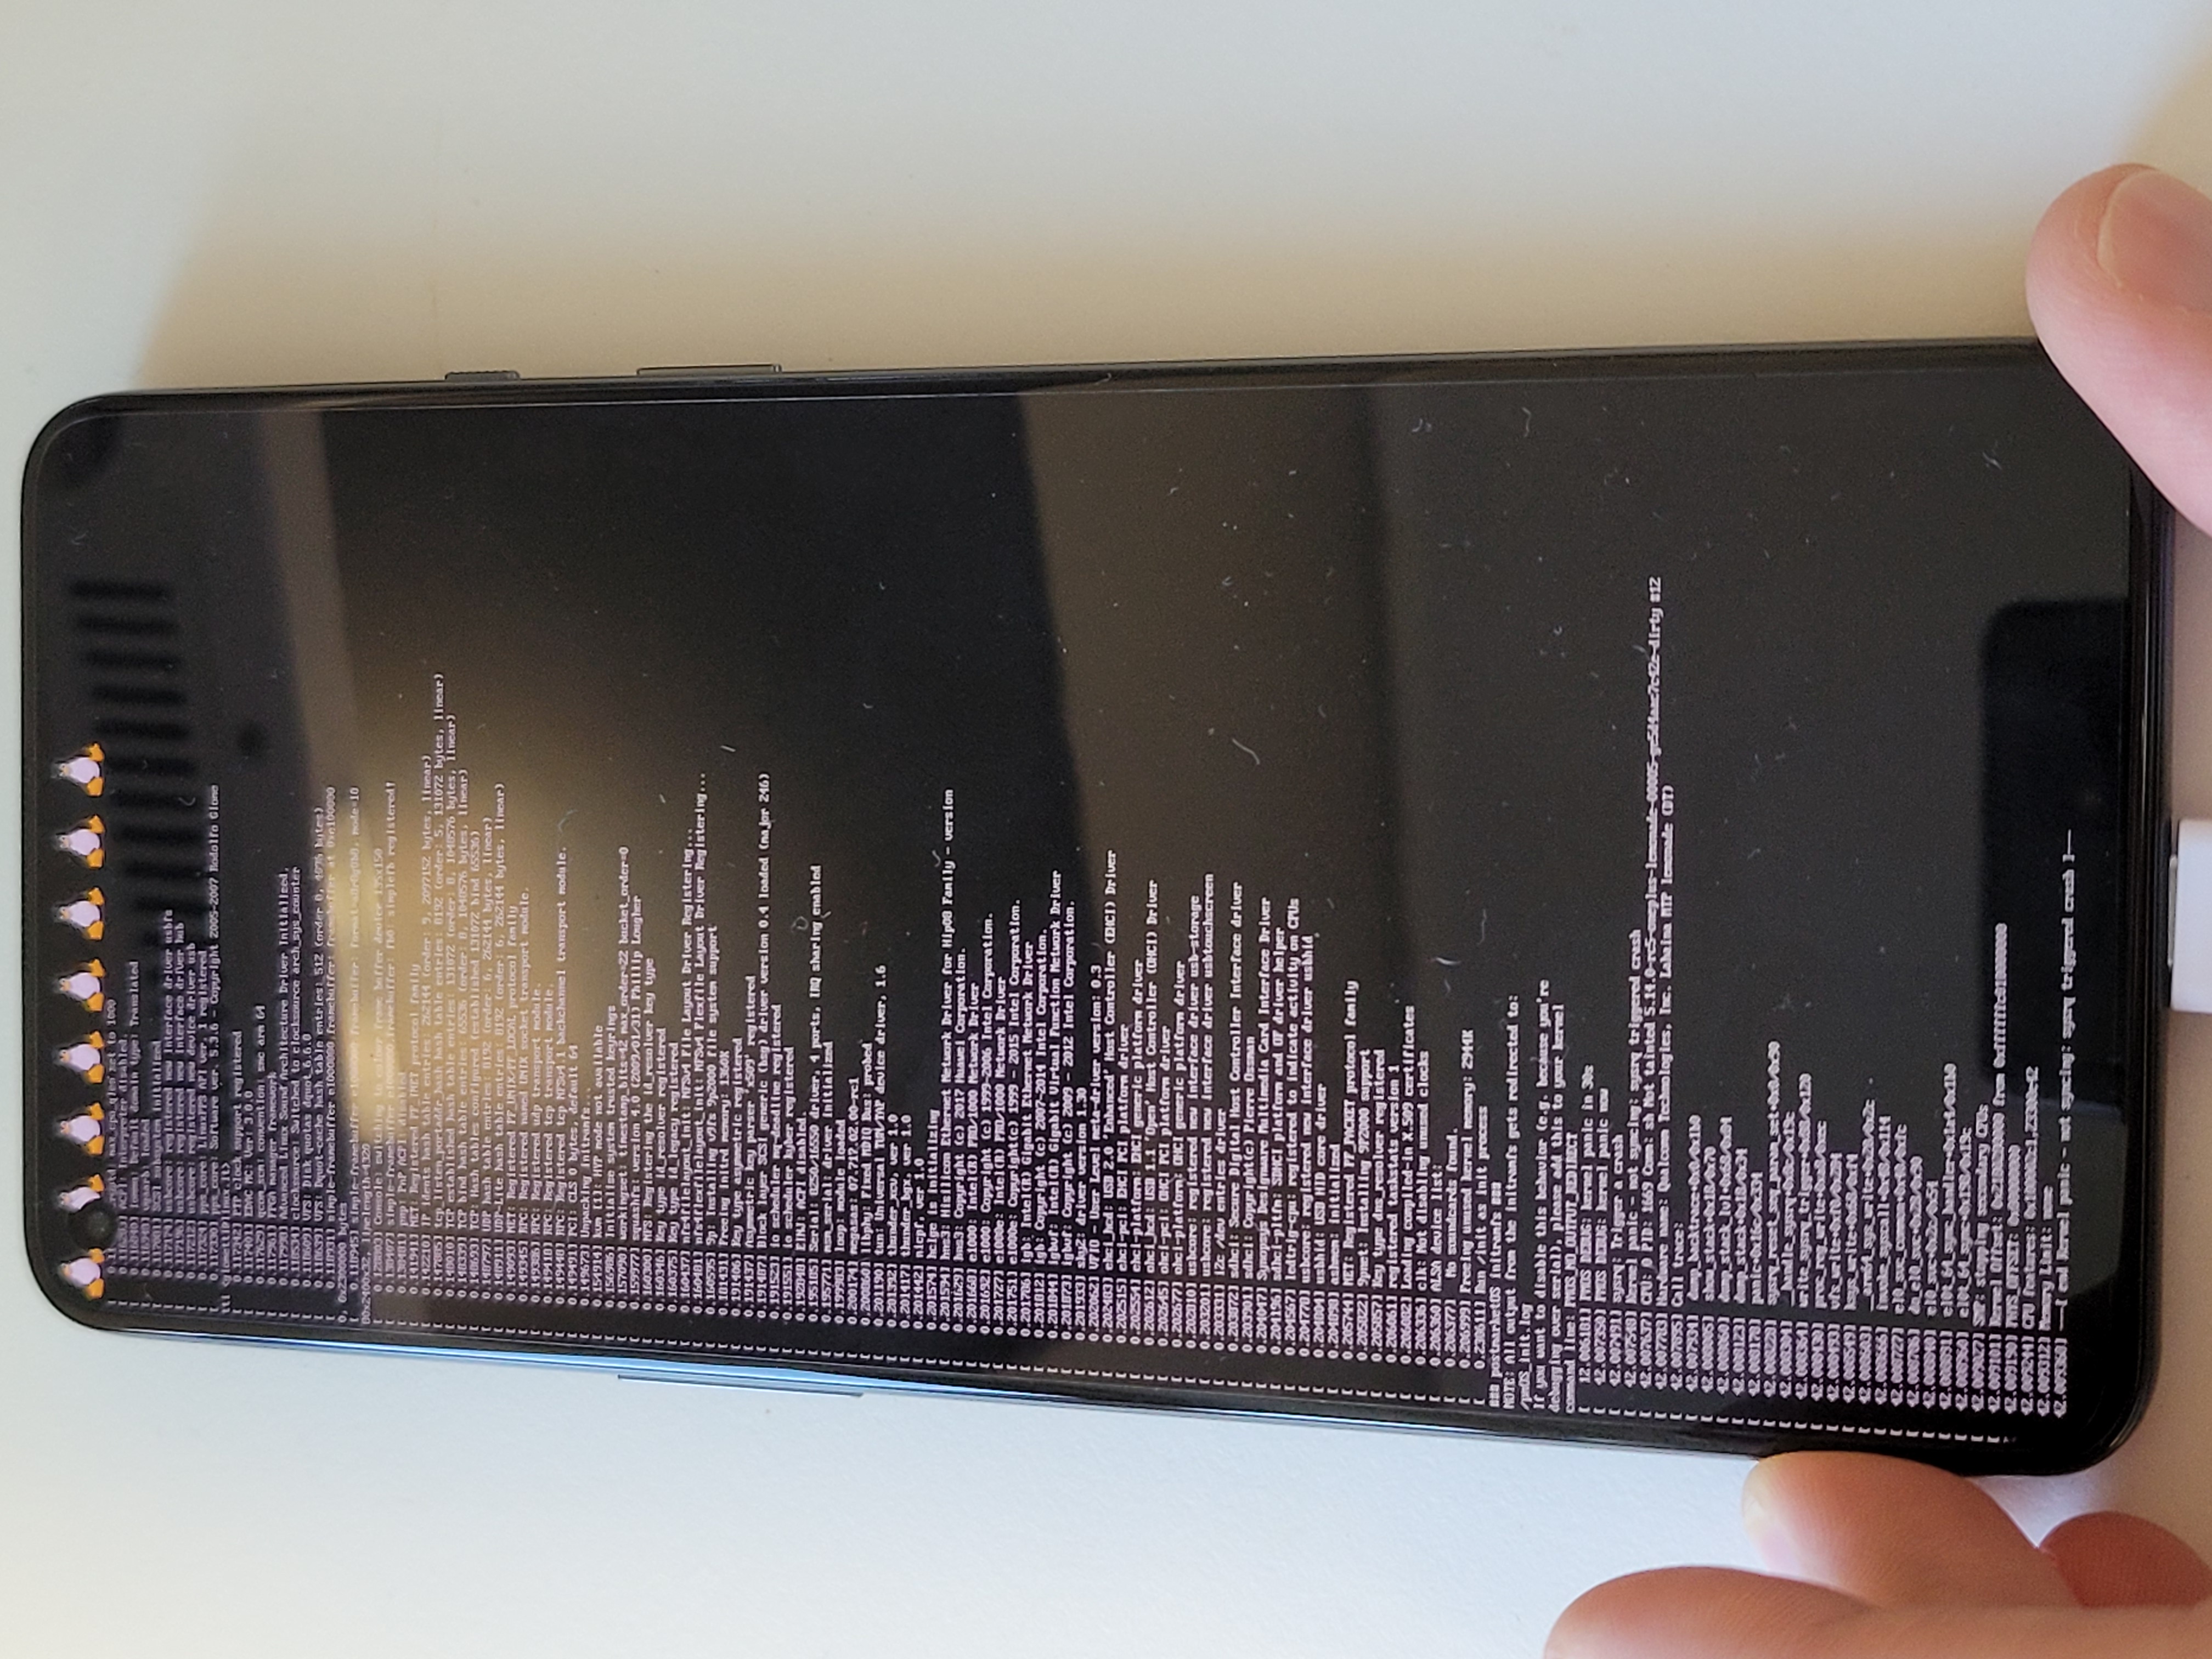 ryptd: max_cpu_qlen set to 1000
[    0.116203] ACPI: Interpreter disabled.
[    0.116840] iommu: Default domain type: Translated
[    0.116948] vgaarb: loaded
[    0.117081] SCSI subsystem initialized
[    0.117174] usbcore: registered new interface driver usbfs
[    0.117196] usbcore: registered new interface driver hub
[    0.117212] usbcore: registered new device driver usb
[    0.117324] pps_core: LinuxPPS API ver. 1 registered
[    0.117330] pps_core: Software ver. 5.3.6 - Copyright 2005-2007 Rodolfo Giome
tti <giometti@linux.it>
[    0.117342] PTP clock support registered
[    0.117401] EDAC MC: Ver: 3.0.0
[    0.117629] qcom_scm: convention: smc arm 64
[    0.117961] FPGA manager framework
[    0.117998] Advanced Linux Sound Architecture Driver Initialized.
[    0.118534] clocksource: Switched to clocksource arch_sys_counter
[    0.118609] VFS: Disk quotas dquot_6.6.0
[    0.118639] VFS: Dquot-cache hash table entries: 512 (order 0, 4096 bytes)
[    0.118931] simple-framebuffer e1000000.framebuffer: framebuffer at 0xe100000
0, 0x2300000 bytes
[    0.118945] simple-framebuffer e1000000.framebuffer: format=a8r8g8b8, mode=10
80x2400x32, linelength=4320
[    0.128803] Console: switching to colour frame buffer device 135x150
[    0.138407] simple-framebuffer e1000000.framebuffer: fb0: simplefb registered!
[    0.138481] pnp: PnP ACPI: disabled
[    0.141941] NET: Registered PF_INET protocol family
[    0.142210] IP idents hash table entries: 262144 (order: 9, 2097152 bytes, linear)
[    0.147885] tcp_listen_portaddr_hash hash table entries: 8192 (order: 5, 131072 bytes, linear)
[    0.148010] TCP established hash table entries: 131072 (order: 8, 1048576 bytes, linear)
[    0.148339] TCP bind hash table entries: 65536 (order: 8, 1048576 bytes, linear)
[    0.148693] TCP: Hash tables configured (established 131072 bind 65536)
[    0.148797] UDP hash table entries: 8192 (order: 6, 262144 bytes, linear)
[    0.148911] UDP-Lite hash table entries: 8192 (order: 6, 262144 bytes, linear)
[    0.149093] NET: Registered PF_UNIX/PF_LOCAL protocol family
[    0.149345] RPC: Registered named UNIX socket transport module.
[    0.149386] RPC: Registered udp transport module.
[    0.149418] RPC: Registered tcp transport module.
[    0.149448] RPC: Registered tcp NFSv4.1 backchannel transport module.
[    0.149491] PCI: CLS 0 bytes, default 64
[    0.149673] Unpacking initramfs...
[    0.154914] kvm [1]: HYP mode not available
[    0.156986] Initialise system trusted keyrings
[    0.157090] workingset: timestamp_bits=42 max_order=22 bucket_order=0
[    0.159977] squashfs: version 4.0 (2009/01/31) Phillip Lougher
[    0.160300] NFS: Registering the id_resolver key type
[    0.160346] Key type id_resolver registered
[    0.160375] Key type id_legacy registered
[    0.160437] nfs4filelayout_init: NFSv4 File Layout Driver Registering...
[    0.160481] nfs4flexfilelayout_init: NFSv4 Flexfile Layout Driver Registering...
[    0.160595] 9p: Installing v9fs 9p2000 file system support
[    0.181431] Freeing initrd memory: 1360K
[    0.191406] Key type asymmetric registered
[    0.191437] Asymmetric key parser 'x509' registered
[    0.191487] Block layer SCSI generic (bsg) driver version 0.4 loaded (major 246)
[    0.191523] io scheduler mq-deadline registered
[    0.191551] io scheduler kyber registered
[    0.192848] EINJ: ACPI disabled.
[    0.195185] Serial: 8250/16550 driver, 4 ports, IRQ sharing enabled
[    0.195771] msm_serial: driver initialized
[    0.199983] loop: module loaded
[    0.200174] megasas: 07.717.02.00-rc1
[    0.200860] libphy: Fixed MDIO Bus: probed
[    0.201190] tun: Universal TUN/TAP device driver, 1.6
[    0.201392] thunder_xcv, ver 1.0
[    0.201417] thunder_bgx, ver 1.0
[    0.201442] nicpf, ver 1.0
[    0.201574] hclge is initializing
[    0.201594] hns3: Hisilicon Ethernet Network Driver for Hip08 Family - version
[    0.201629] hns3: Copyright (c) 2017 Huawei Corporation.
[    0.201660] e1000: Intel(R) PRO/1000 Network Driver
[    0.201692] e1000: Copyright (c) 1999-2006 Intel Corporation.
[    0.201727] e1000e: Intel(R) PRO/1000 Network Driver
[    0.201751] e1000e: Copyright(c) 1999 - 2015 Intel Corporation.
[    0.201786] igb: Intel(R) Gigabit Ethernet Network Driver
[    0.201812] igb: Copyright (c) 2007-2014 Intel Corporation.
[    0.201844] igbvf: Intel(R) Gigabit Virtual Function Network Driver
[    0.201873] igbvf: Copyright (c) 2009 - 2012 Intel Corporation.
[    0.201933] sky2: driver version 1.30
[    0.202062] VFIO - User Level meta-driver version: 0.3
[    0.202483] ehci_hcd: USB 2.0 'Enhanced' Host Controller (EHCI) Driver
[    0.202515] ehci-pci: EHCI PCI platform driver
[    0.202554] ehci-platform: EHCI generic platform driver
[    0.202612] ohci_hcd: USB 1.1 'Open' Host Controller (OHCI) Driver
[    0.202645] ohci-pci: OHCI PCI platform driver
[    0.202677] ohci-platform: OHCI generic platform driver
[    0.202810] usbcore: registered new interface driver usb-storage
[    0.203201] usbcore: registered new interface driver usbtouchscreen
[    0.203331] i2c /dev entries driver
[    0.203872] sdhci: Secure Digital Host Controller Interface driver
[    0.203901] sdhci: Copyright(c) Pierre Ossman
[    0.204047] Synopsys Designware Multimedia Card Interface Driver
[    0.204196] sdhci-pltfm: SDHCI platform and OF driver helper
[    0.204567] ledtrig-cpu: registered to indicate activity on CPUs
[    0.204770] usbcore: registered new interface driver usbhid
[    0.204804] usbhid: USB HID core driver
[    0.204898] ashmem: initialized
[    0.205744] NET: Registered PF_PACKET protocol family
[    0.205822] 9pnet: Installing 9P2000 support
[    0.205857] Key type dns_resolver registered
[    0.206061] registered taskstats version 1
[    0.206082] Loading compiled-in X.509 certificates
[    0.206336] clk: Not disabling unused clocks
[    0.206360] ALSA device list:
[    0.206377]   No soundcards found.
[    0.206999] Freeing unused kernel memory: 2944K
[    0.230611] Run /init as init process
### postmarketOS initramfs ###
NOTE: All output from the initramfs gets redirected to:
/pmOS_init.log
If you want to disable this behavior (e.g. because you're
debugging over serial), please add this to your kernel
command line: PMOS_NO_OUTPUT_REDIRECT
[   12.006181] PMOS DEBUG: kernel panic in 30s
[   42.007350] PMOS DEBUG: kernel panic now
[   42.007491] sysrq: Trigger a crash
[   42.007548] Kernel panic - not syncing: sysrq triggered crash
[   42.007637] CPU: 0 PID: 1669 Comm: sh Not tainted 5.14.0-rc5-oneplus-lemonade-00005-ge5d4aac7c42e-dirty #12
[   42.007783] Hardware name: Qualcomm Technologies, Inc. Lahaina MTP lemonade (DT)
[   42.007895] Call trace:
[   42.007934]  dump_backtrace+0x0/0x1b0
[   42.008005]  show_stack+0x18/0x70
[   42.008060]  dump_stack_lvl+0x68/0x84
[   42.008123]  dump_stack+0x18/0x34
[   42.008178]  panic+0x16c/0x334
[   42.008228]  sysrq_reset_seq_param_set+0x0/0x90
[   42.008304]  __handle_sysrq+0x8c/0x19c
[   42.008364]  write_sysrq_trigger+0x88/0x120
[   42.008430]  proc_reg_write+0xa8/0xec
[   42.008493]  vfs_write+0xf0/0x284
[   42.008549]  ksys_write+0x68/0xf4
[   42.008603]  __arm64_sys_write+0x20/0x2c
[   42.008666]  invoke_syscall+0x48/0x114
[   42.008727]  el0_svc_common+0x40/0xfc
[   42.008786]  do_el0_svc+0x28/0x90
[   42.008840]  el0_svc+0x2c/0x54
[   42.008891]  el0t_64_sync_handler+0x1a4/0x1b0
[   42.008960]  el0t_64_sync+0x198/0x19c
[   42.009027] SMP: stopping secondary CPUs
42.009101] Kernel Offset: 0x2180200000 from 0xffffffc010000000
42.009190] PHYS_OFFSET: 0x80000000
42.009244] CPU features: 0x100002c1,23300e42
42.009312] Memory Limit: none
42.009360] ---[ end Kernel panic - not syncing: sysrq triggered crash ]---